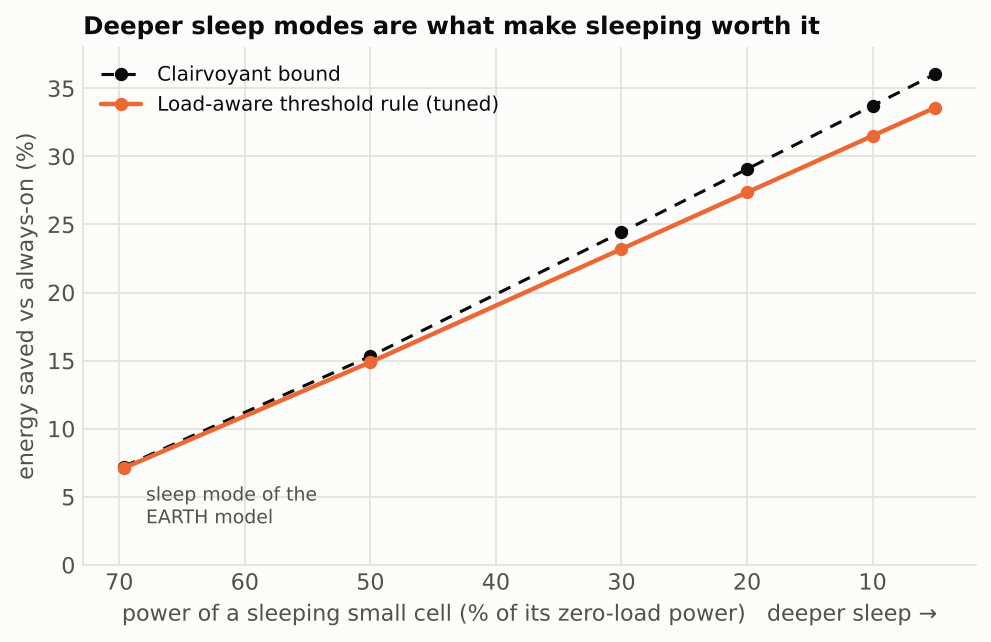 Deeper sleep modes are what make sleeping worth it
Clairvoyant bound
Load-aware threshold rule (tuned)
energy saved vs always-on (%)
35
30
25
20
15
10
5
0
sleep mode of the
EARTH model
70 60 50 40 30 20 10
power of a sleeping small cell (% of its zero-load power) deeper sleep →